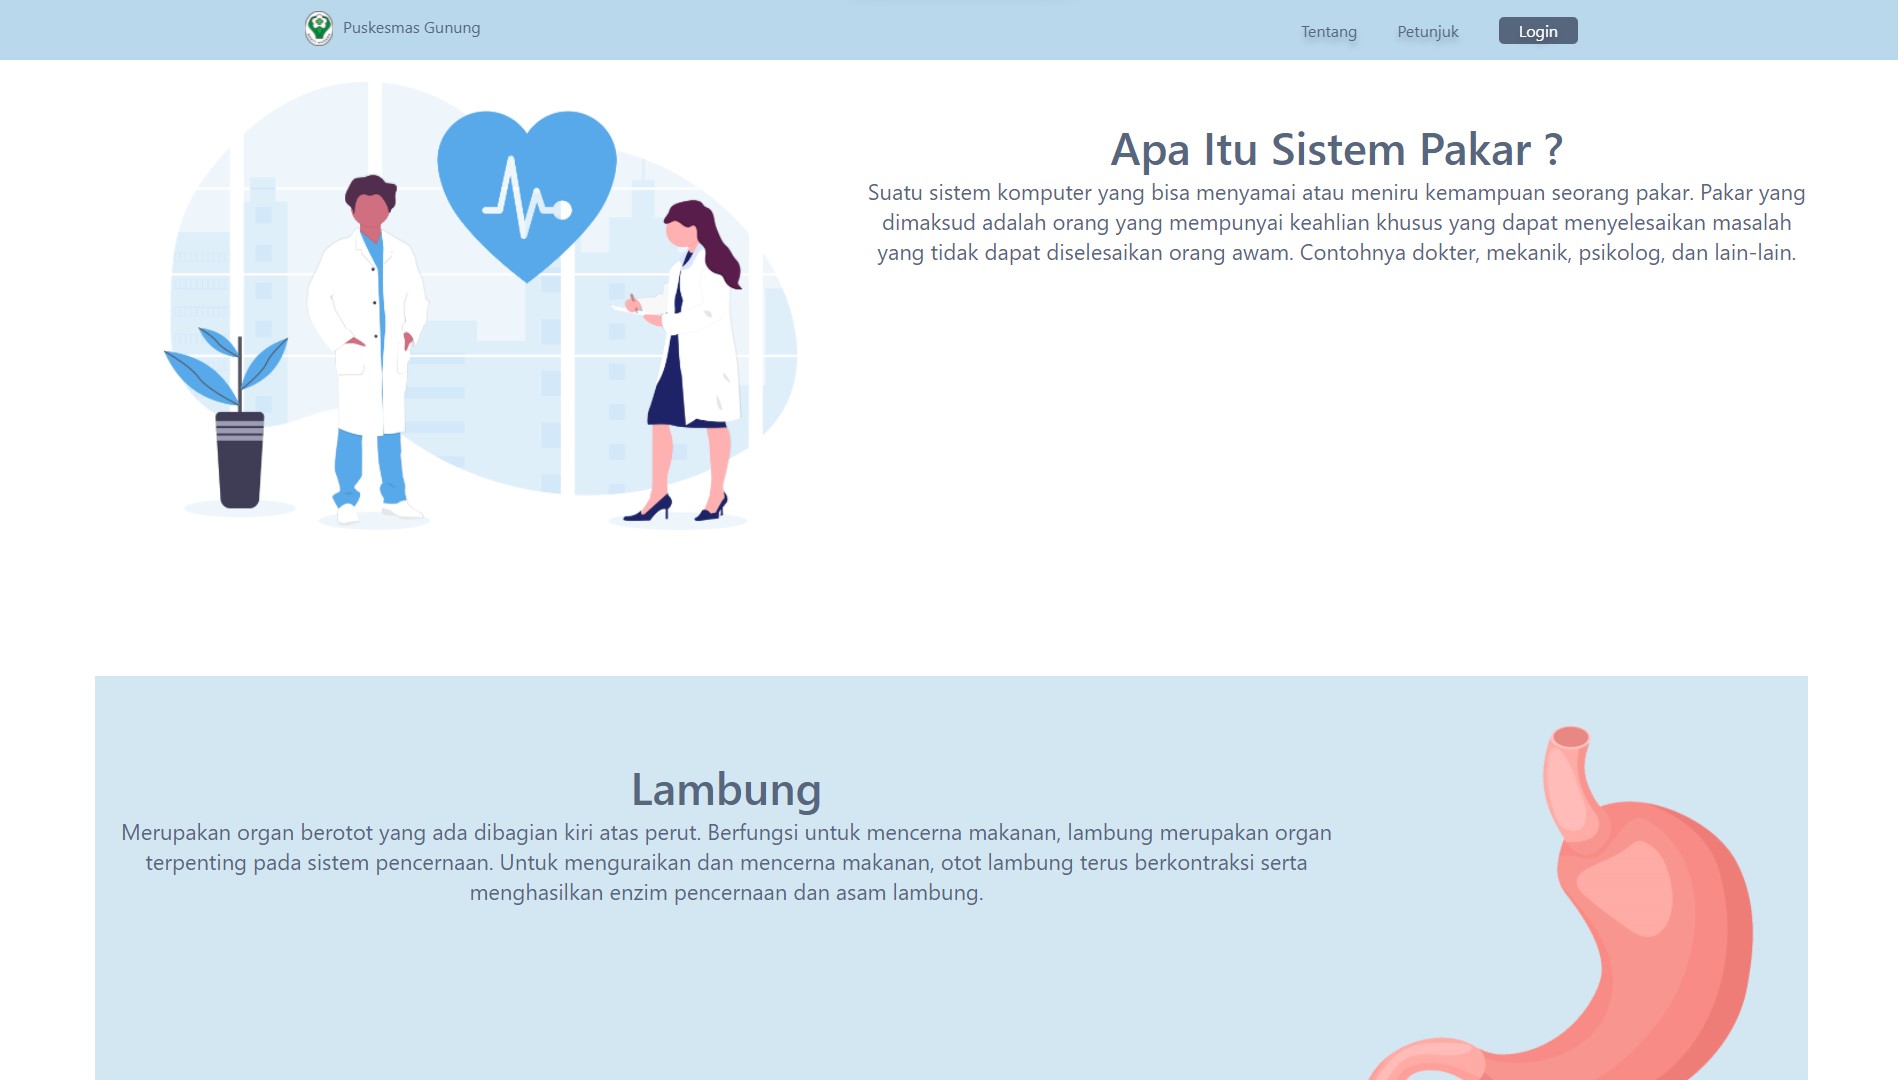 Puskesmas Gunung
Tentang
Petunjuk
Login
Apa Itu Sistem Pakar ?
Suatu sistem komputer yang bisa menyamai atau meniru kemampuan seorang pakar. Pakar yang
dimaksud adalah orang yang mempunyai keahlian khusus yang dapat menyelesaikan masalah
yang tidak dapat diselesaikan orang awam. Contohnya dokter, mekanik, psikolog, dan lain-lain.
Lambung
Merupakan organ berotot yang ada dibagian kiri atas perut. Berfungsi untuk mencerna makanan, lambung merupakan organ
terpenting pada sistem pencernaan. Untuk menguraikan dan mencerna makanan, otot lambung terus berkontraksi serta
menghasilkan enzim pencernaan dan asam lambung.